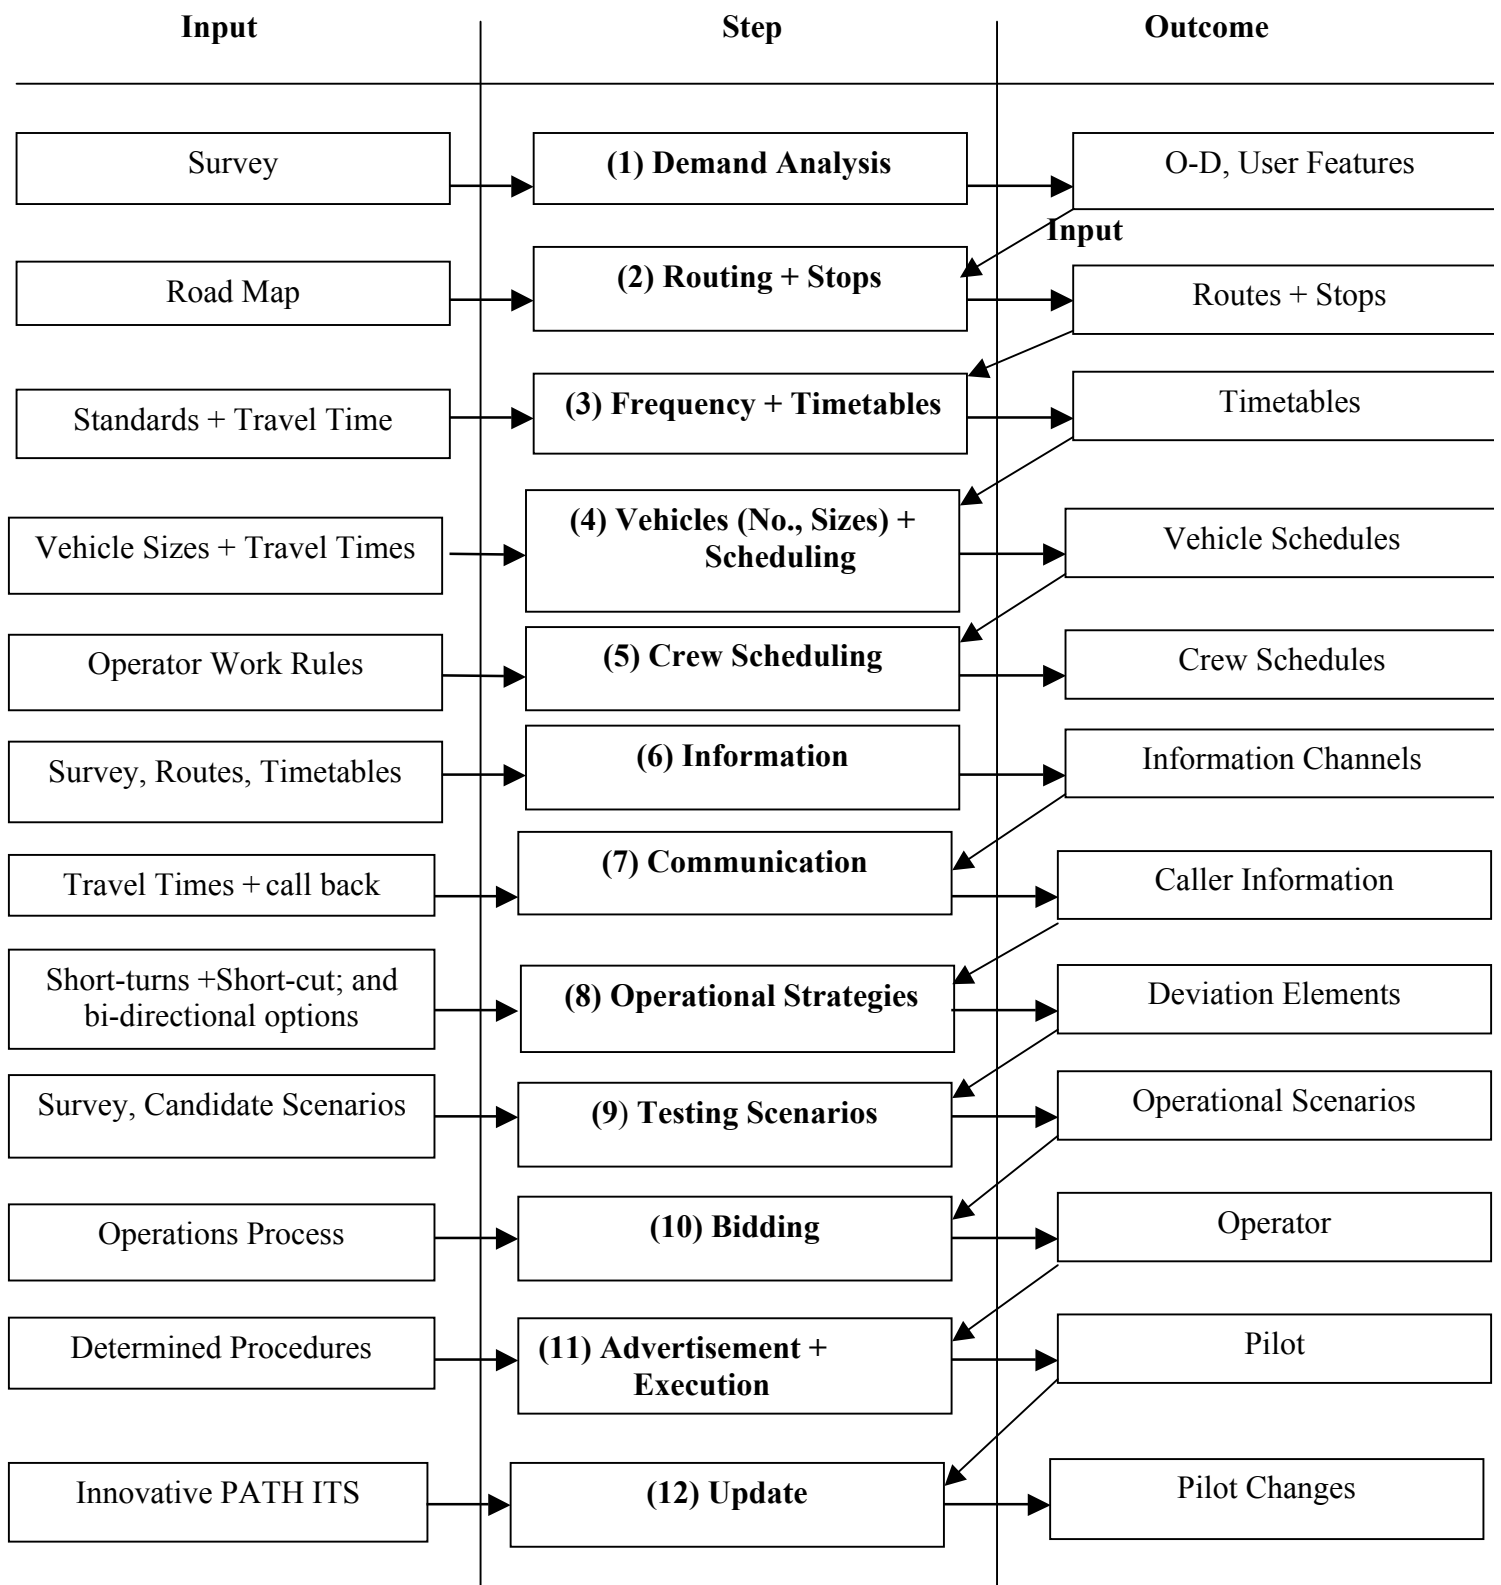 Input
Step
Outcome
Survey
(1) Demand Analysis
O-D, User Features
Input
Road Map
(2) Routing + Stops
Routes + Stops
Standards + Travel Time
(3) Frequency + Timetables
Timetables
Vehicle Sizes + Travel Times
(4) Vehicles (No., Sizes) +
Scheduling
Vehicle Schedules
Operator Work Rules
(5) Crew Scheduling
Crew Schedules
Survey, Routes, Timetables
(6) Information
Information Channels
Travel Times + call back
(7) Communication
Caller Information
Short-turns +Short-cut; and
bi-directional options
(8) Operational Strategies
Deviation Elements
Survey, Candidate Scenarios
(9) Testing Scenarios
Operational Scenarios
Operations Process
(10) Bidding
Operator
Determined Procedures
(11) Advertisement +
Execution
Pilot
Innovative PATH ITS
(12) Update
Pilot Changes